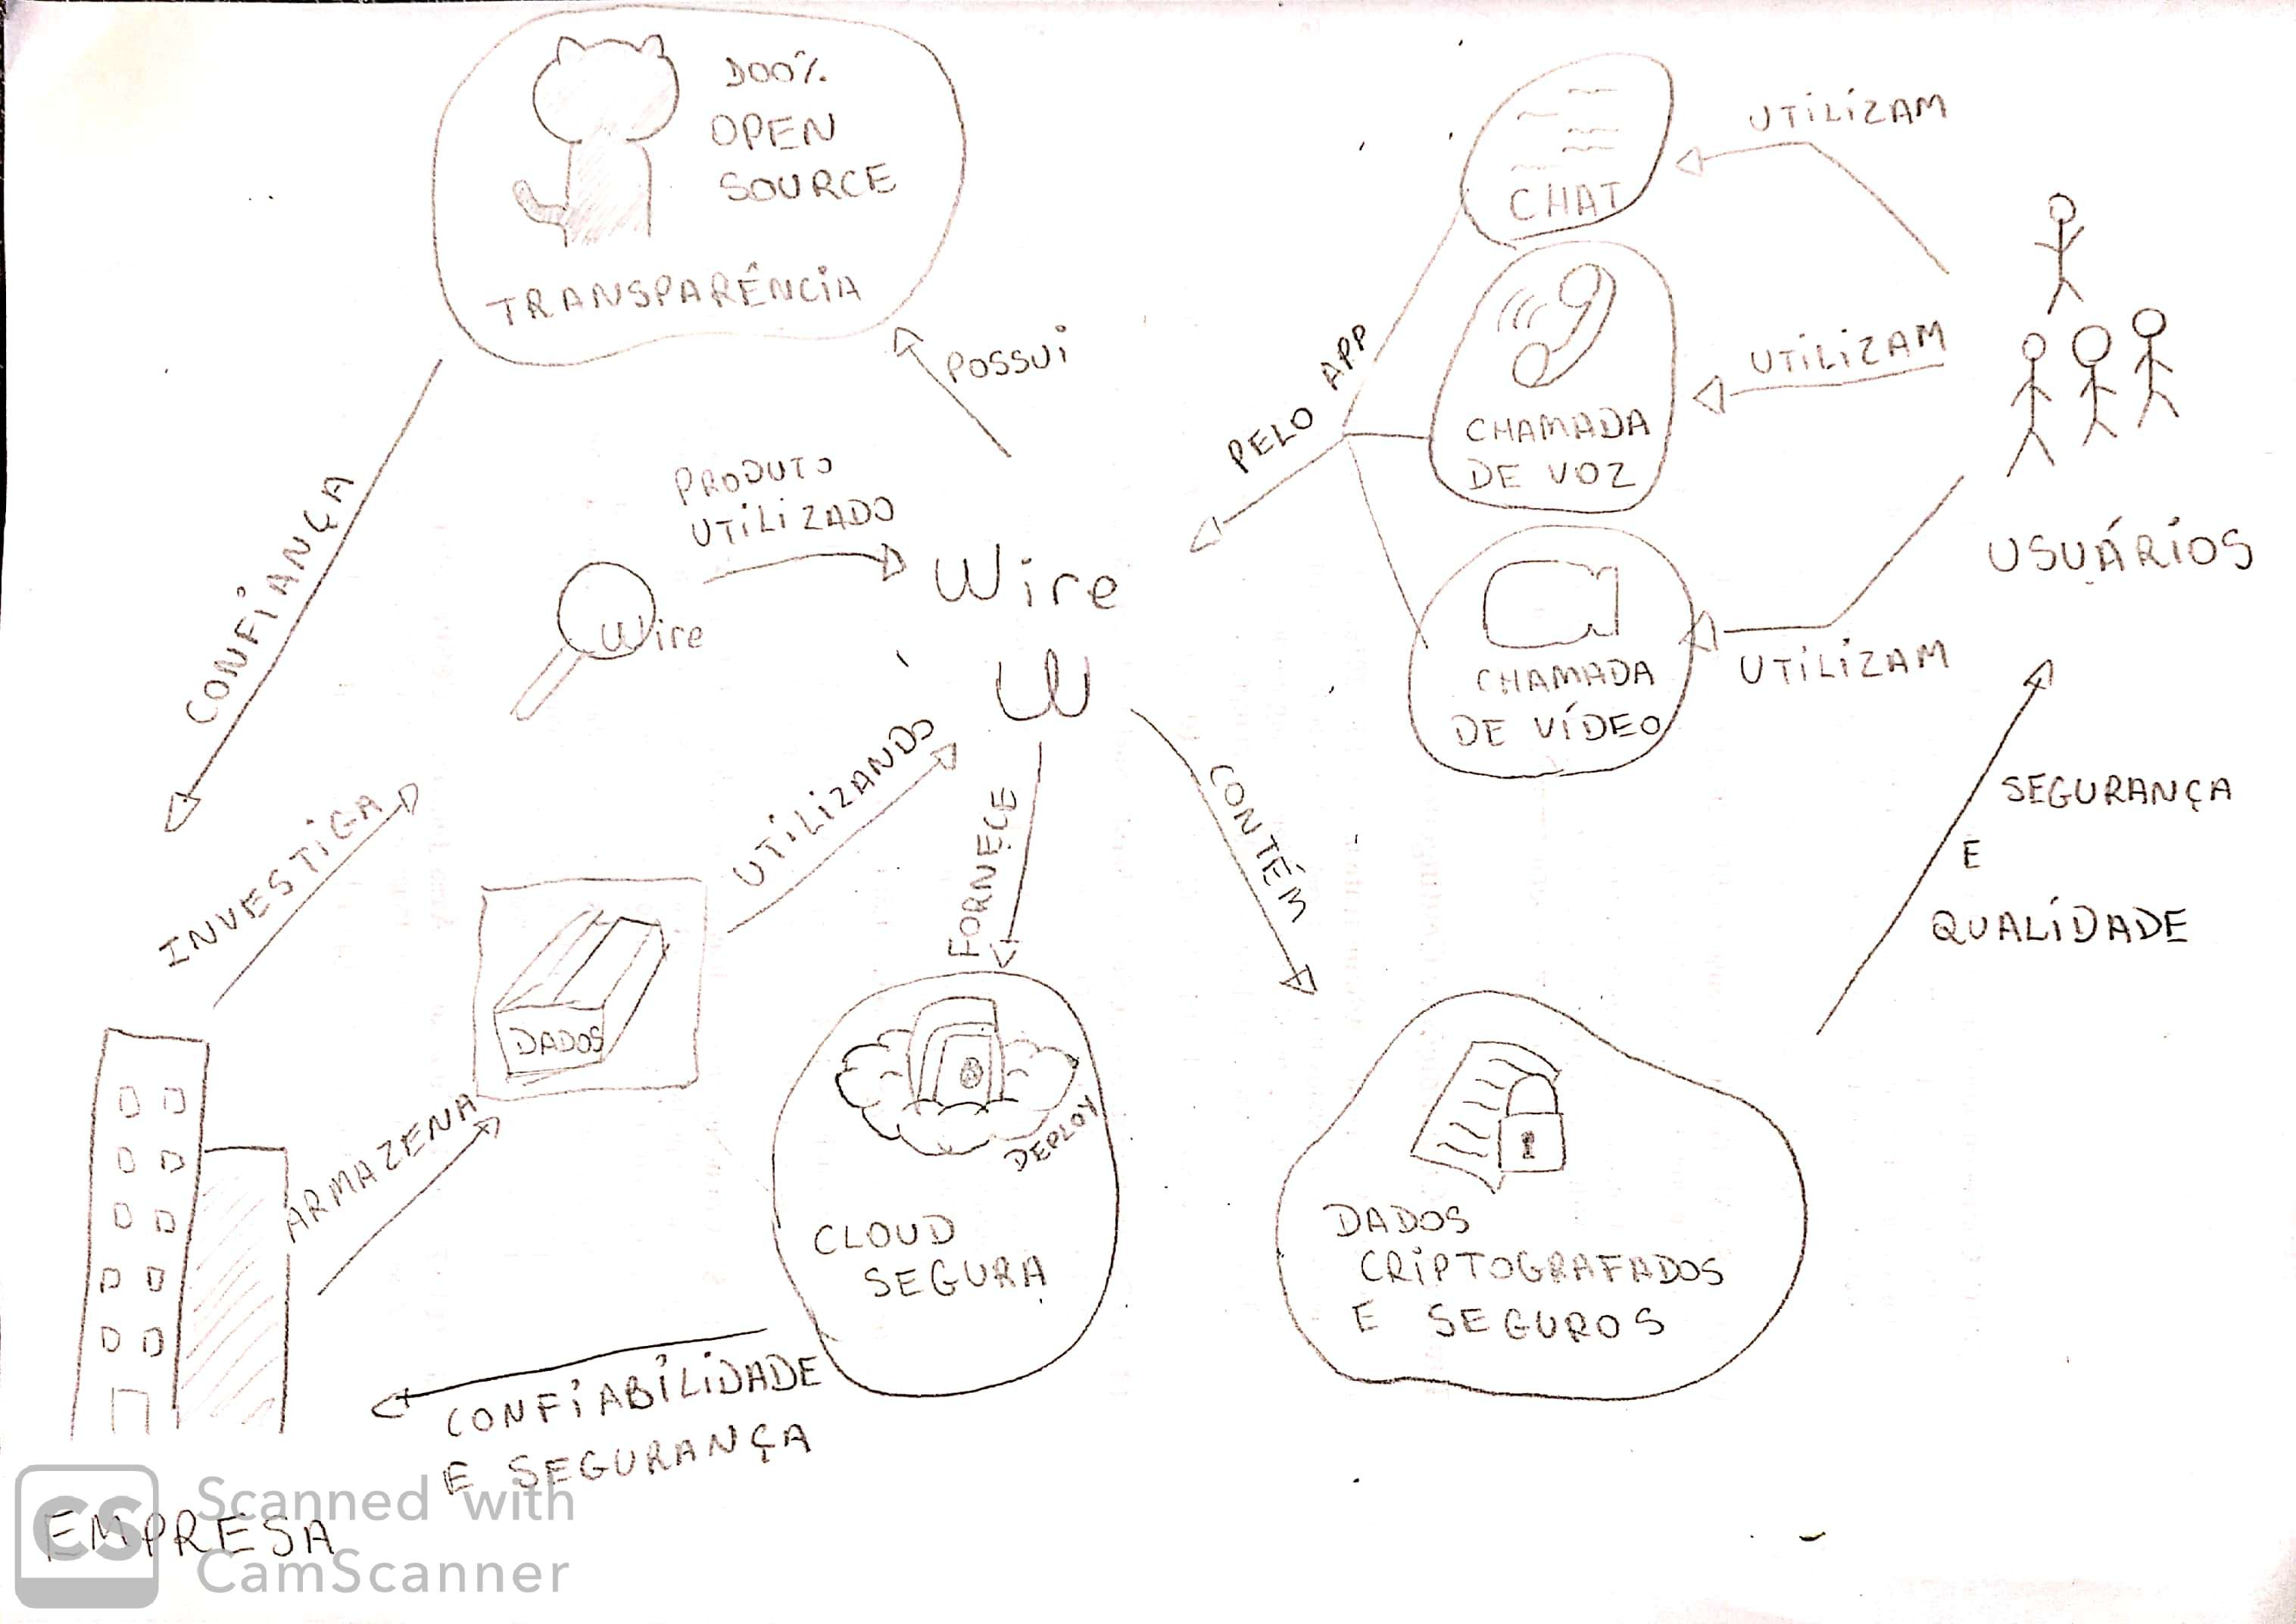 100%
OPEN
SOURCE
TRANSPARÊNCIA
CHAT
UTILIZAM
POSSUI
PELO APP
CHAMADA
DE VOZ
UTILIZAM
CONFIANÇA
PRODUTO
UTILIZADO
Wire
Wire
W
USUÁRIOS
CHAMADA
DE VÍDEO
UTILIZAM
INVESTIGA
UTILIZANDO
FORNEÇE
CONTÉM
SEGURANÇA
E
QUALIDADE
DADOS
ARMAZENA
DEPLOY
CLOUD
SEGURA
DADOS
CRIPTOGRAFADOS
E SEGUROS
CONFIABILIDADE
E SEGURANÇA
EMPRESA
CS
Scanned with
CamScanner